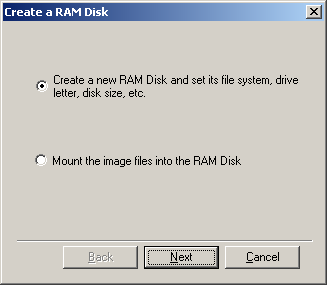 Create a RAM Disk
Create a new RAM Disk and set its file system, drive
letter, disk size, etc.
Mount the image files into the RAM Disk
Back
Next
Cancel